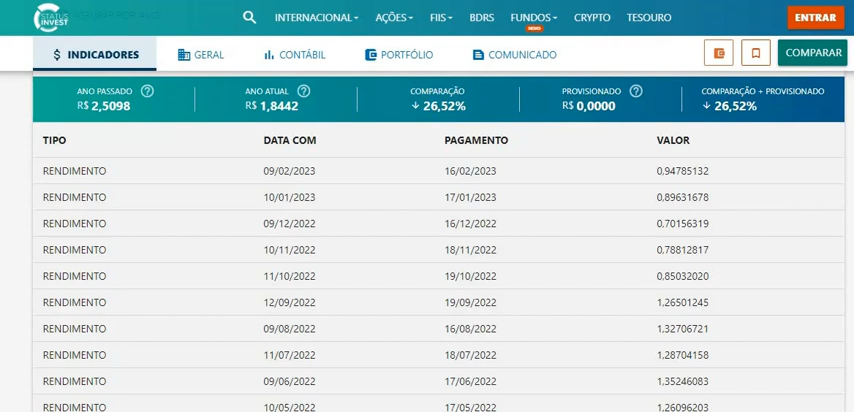 STATUS INVEST
INTERNACIONAL AÇÕES FIIS BDRS FUNDOS CRYPTO TESOURO ENTRAR
NEWS
INDICADORES GERAL CONTÁBIL PORTFÓLIO COMUNICADO COMPARAR
ANO PASSADO ANO ATUAL COMPARAÇÃO PROVISIONADO COMPARAÇÃO + PROVISIONADO
R$ 2,5098 R$ 1,8442 26,52% R$ 0,0000 26,52%
TIPO DATA COM PAGAMENTO VALOR
RENDIMENTO 09/02/2023 16/02/2023 0,94785132
RENDIMENTO 10/01/2023 17/01/2023 0,89631678
RENDIMENTO 09/12/2022 16/12/2022 0,70156319
RENDIMENTO 10/11/2022 18/11/2022 0,78812817
RENDIMENTO 11/10/2022 19/10/2022 0,85032020
RENDIMENTO 12/09/2022 19/09/2022 1,26501245
RENDIMENTO 09/08/2022 16/08/2022 1,32706721
RENDIMENTO 11/07/2022 18/07/2022 1,28704158
RENDIMENTO 09/06/2022 17/06/2022 1,35246083
RENDIMENTO 10/05/2022 17/05/2022 1,26096203